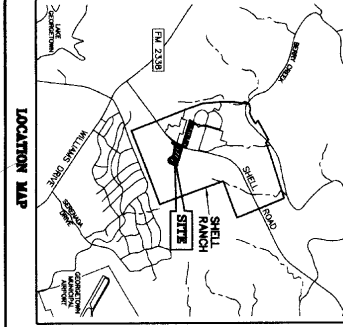 LAKE
GEORGETOWN
FM 2338
BERRY CREEK
WILLIAMS DRIVE
SHELL
ROAD
SHELL
RANCH
SITE
SERENADA
DRIVE
GEORGETOWN
MUNICIPAL
AIRPORT
LOCATION MAP